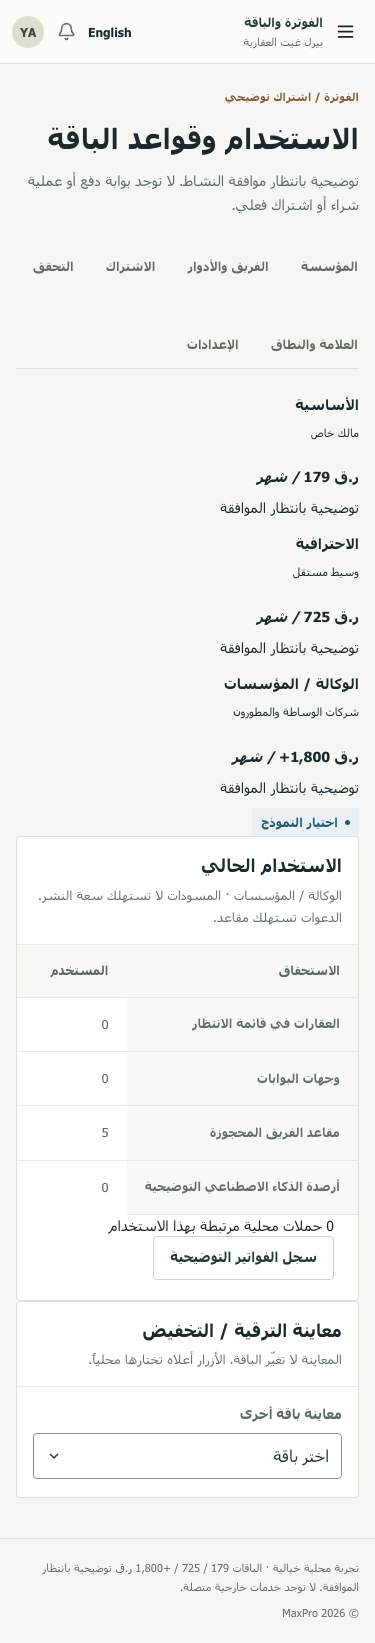 الفوترة والباقة
بيرل غيت العقارية
English
YA
الفوترة / اشتراك توضيحي
الاستخدام وقواعد الباقة
توضيحية بانتظار موافقة النشاط. لا توجد بوابة دفع أو عملية
شراء أو اشتراك فعلي.
المؤسسة
الفريق والأدوار
الاشتراك
التحقق
العلامة والنطاق
الإعدادات
الأساسية
مالك خاص
ر.ق 179 / شهر
توضيحية بانتظار الموافقة
الاحترافية
وسيط مستقل
ر.ق 725 / شهر
توضيحية بانتظار الموافقة
الوكالة / المؤسسات
شركات الوساطة والمطورون
ر.ق 1,800+ / شهر
توضيحية بانتظار الموافقة
• اختيار النموذج
الاستخدام الحالي
الوكالة / المؤسسات · المسودات لا تستهلك سعة النشر.
الدعوات تستهلك مقاعد.
الاستحقاق المستخدم
العقارات في قائمة الانتظار 0
وجهات البوابات 0
مقاعد الفريق المحجوزة 5
أرصدة الذكاء الاصطناعي التوضيحية 0
0 حملات محلية مرتبطة بهذا الاستخدام
سجل الفواتير التوضيحية
معاينة الترقية / التخفيض
المعاينة لا تغيّر الباقة. الأزرار أعلاه تختارها محلياً.
معاينة باقة أخرى
اختر باقة
تجربة محلية خيالية · الباقات 179 / 725 / +1,800 ر.ق توضيحية بانتظار
الموافقة. لا توجد خدمات خارجية متصلة.
© 2026 MaxPro